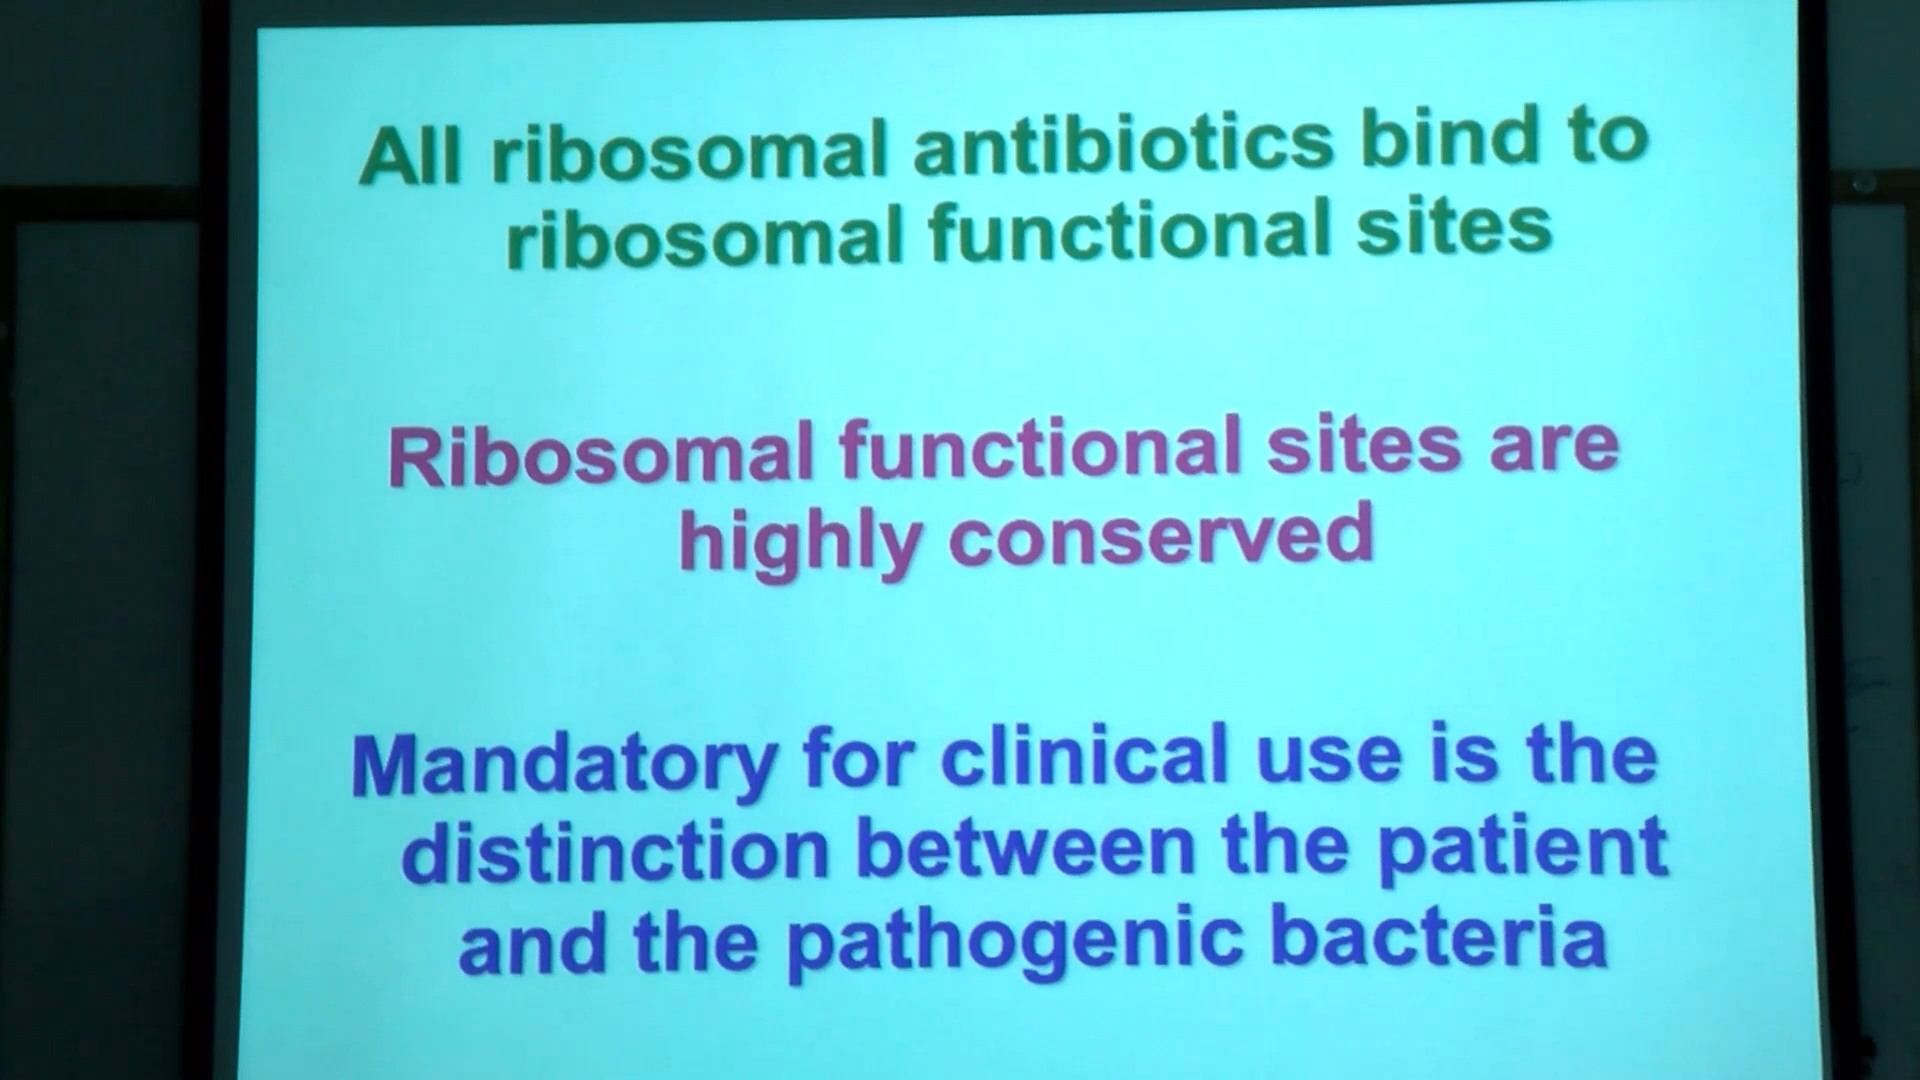 All ribosomal antibiotics bind to
ribosomal functional sites
Ribosomal functional sites are
highly conserved
Mandatory for clinical use is the
distinction between the patient
and the pathogenic bacteria